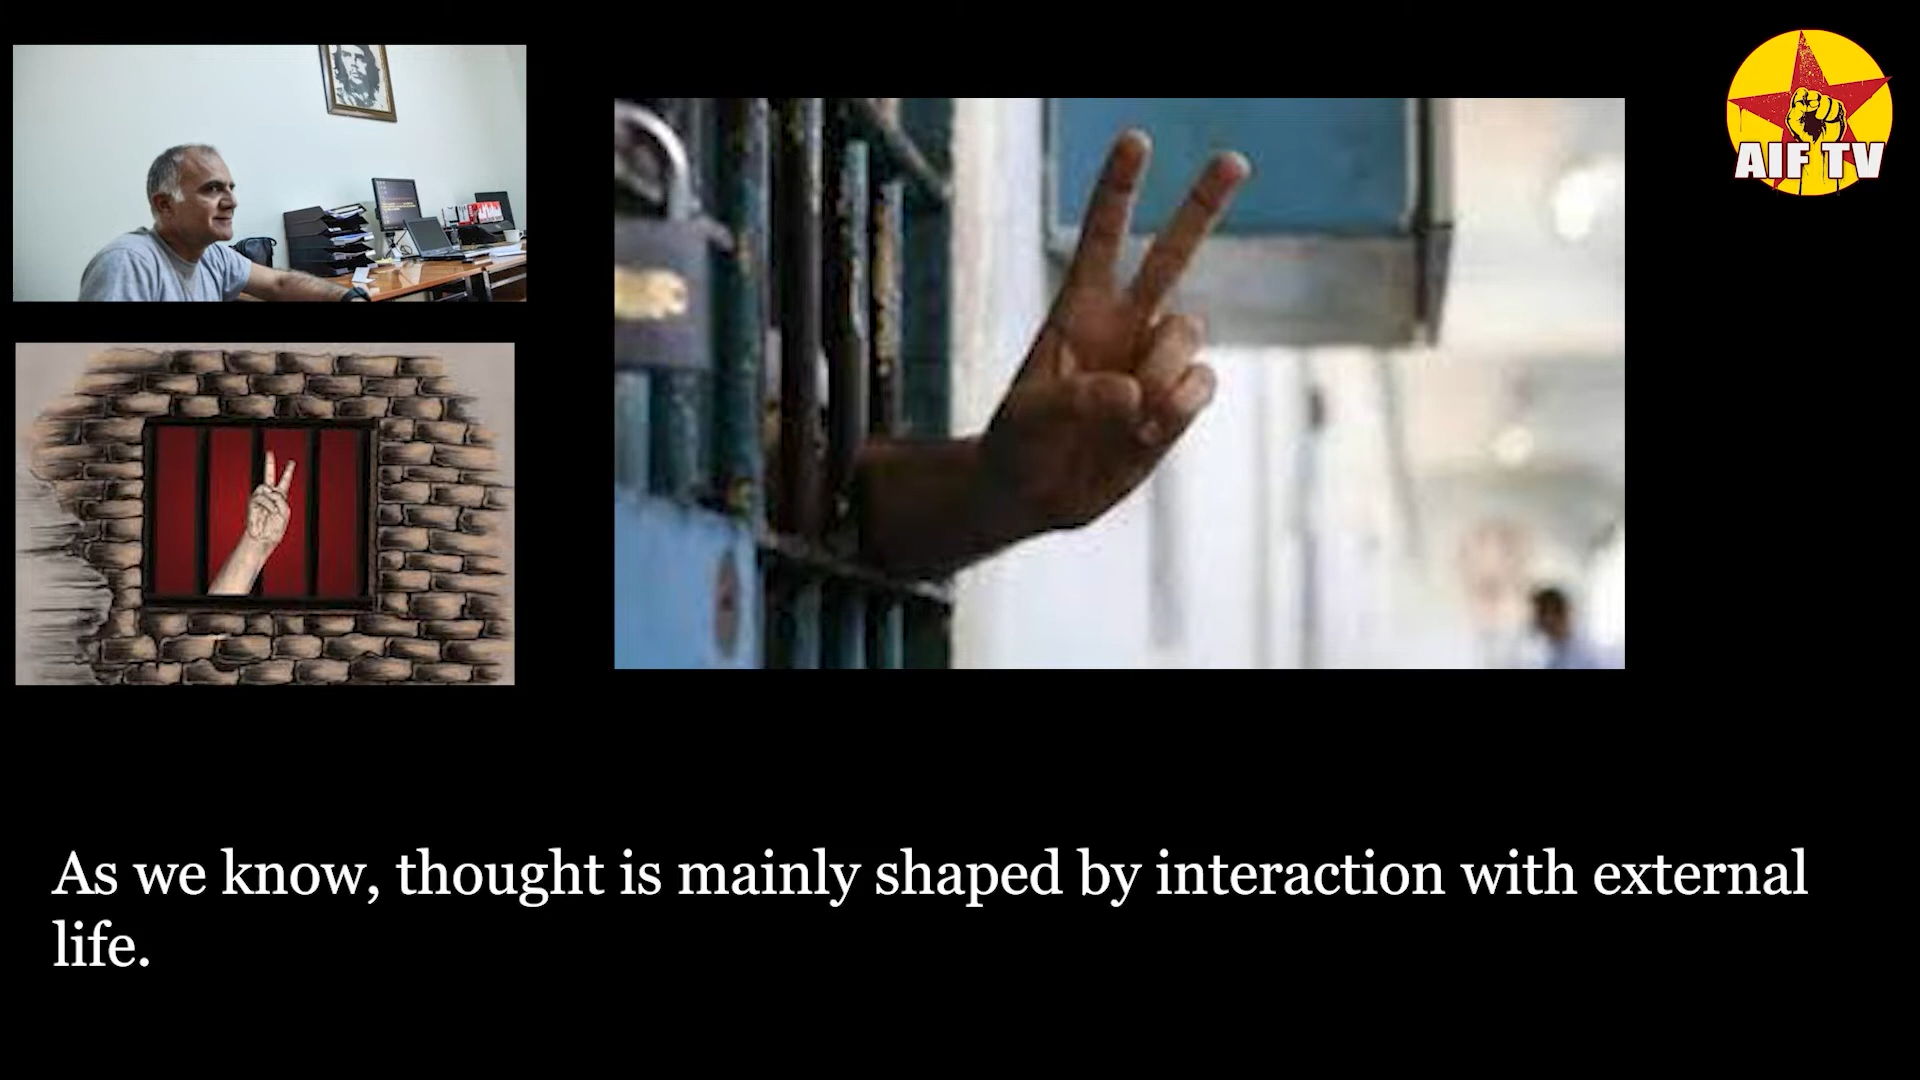 AIF TV
As we know, thought is mainly shaped by interaction with external
life.